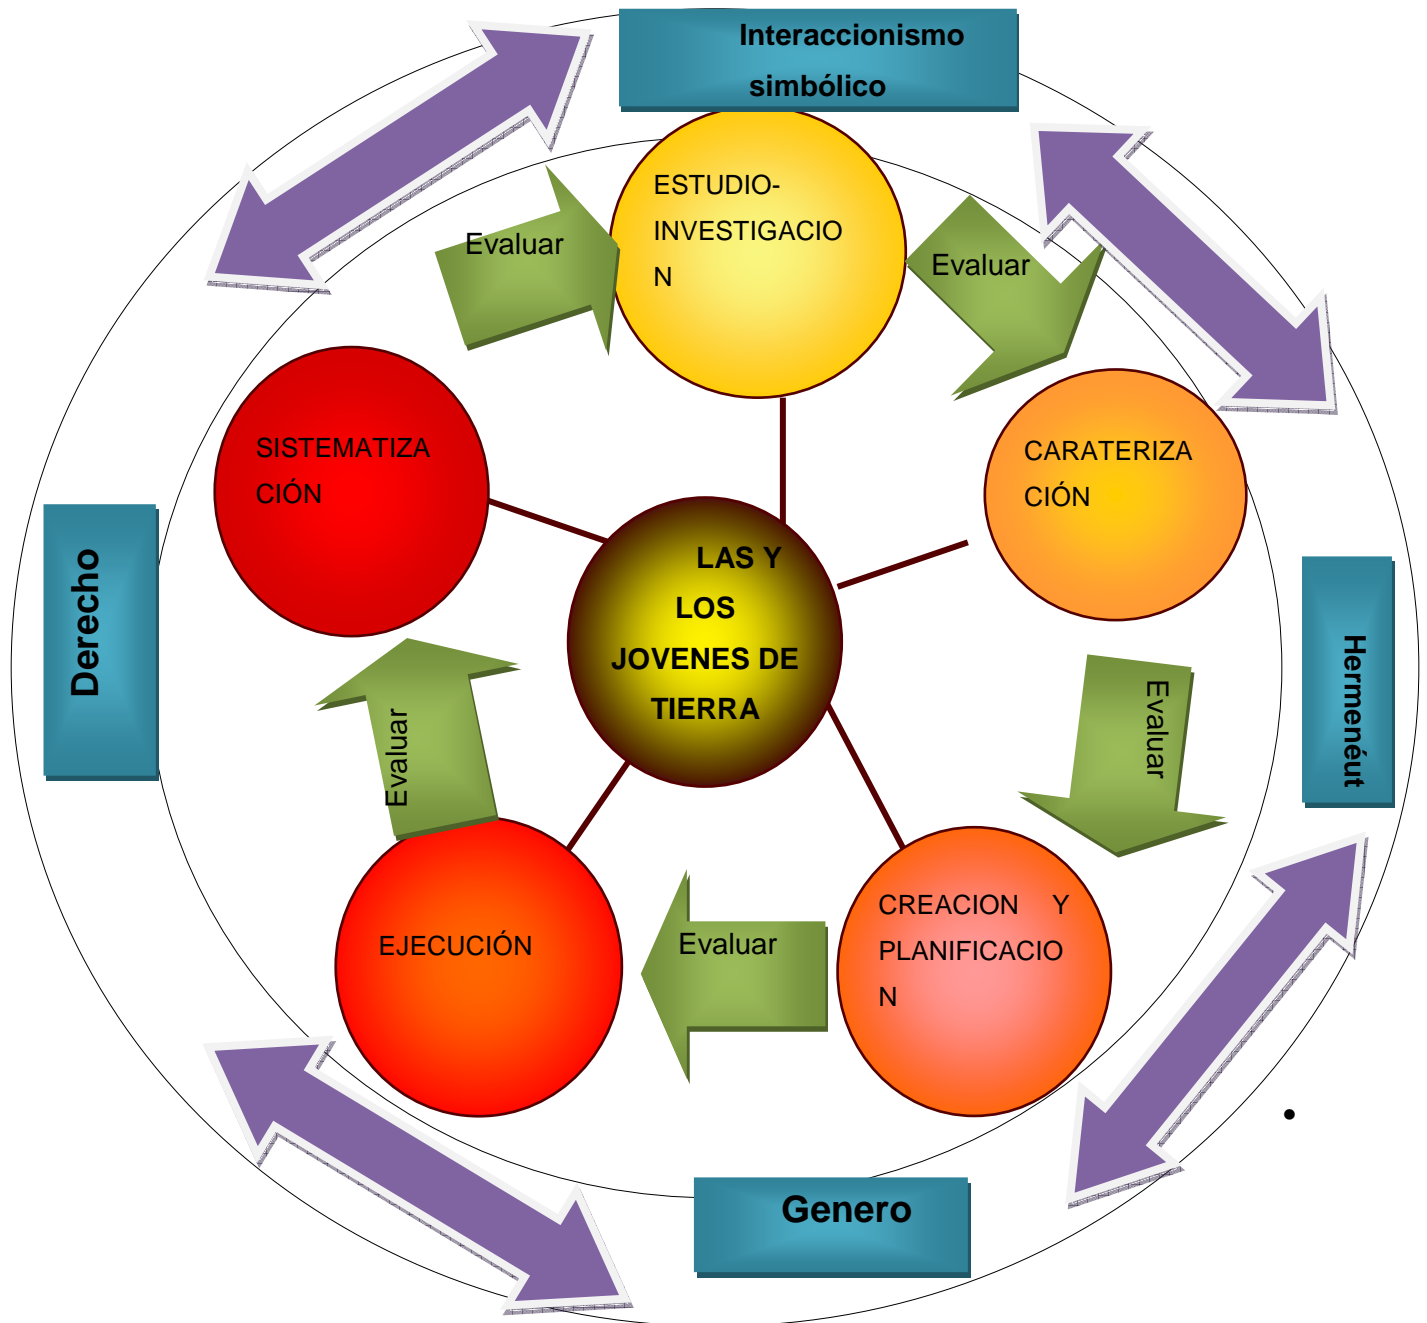 Interaccionismo
simbólico
ESTUDIO-
INVESTIGACIO
N
Evaluar
Evaluar
SISTEMATIZA
CIÓN
CARATERIZA
CIÓN
LAS Y
LOS
JOVENES DE
TIERRA
Derecho
Hermenéut
Evaluar
Evaluar
CREACION Y
PLANIFICACIO
N
EJECUCIÓN
Evaluar
Genero